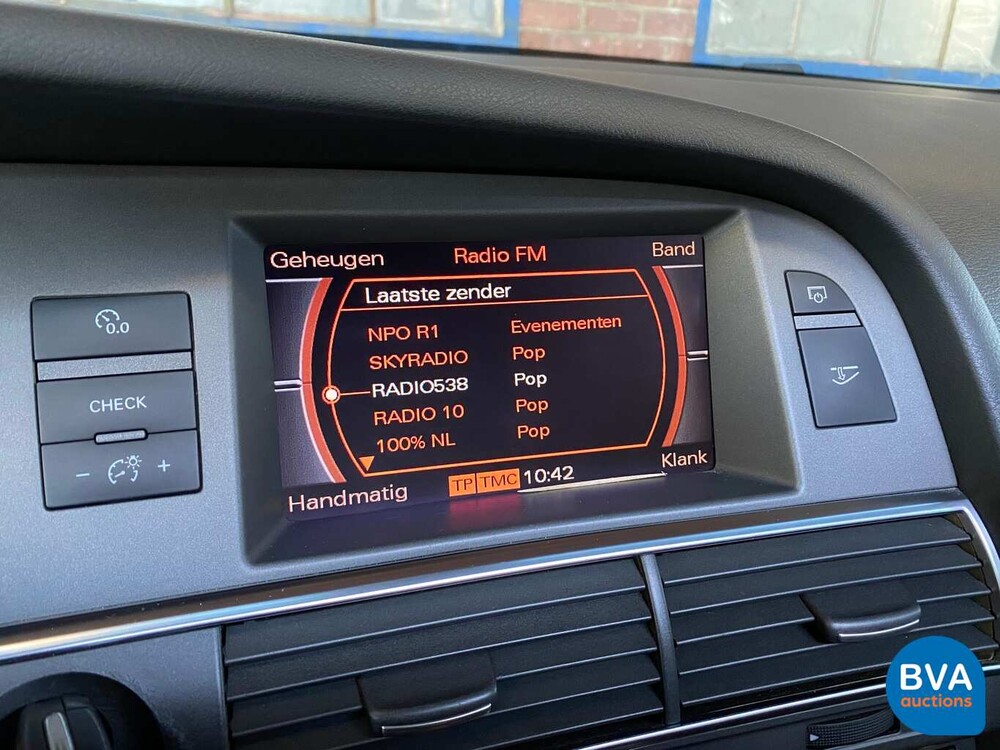 Geheugen Radio FM Band
Laatste zender
NPO R1 Evenementen
SKYRADIO Pop
RADIO538 Pop
RADIO 10 Pop
100% NL Pop
Handmatig TP TMC 10:42 Klank
0.0
CHECK
- +
BVA
auctions